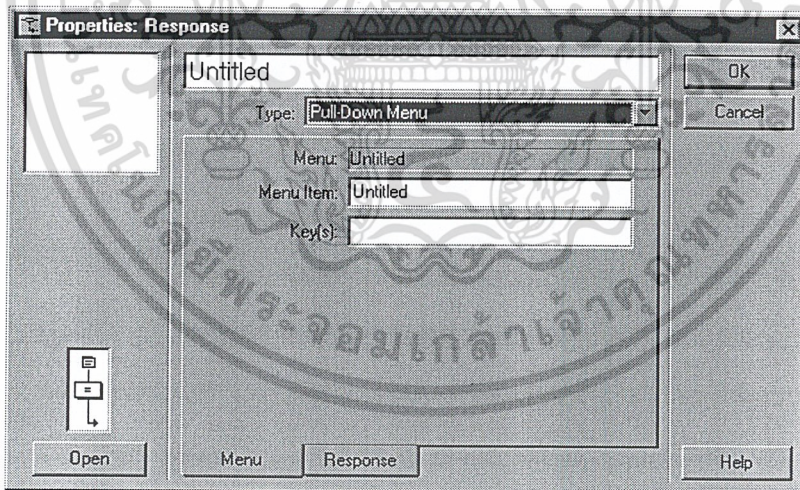 Properties: Response
Untitled
OK
Type: Pull-Down Menu
Cancel
Menu: Untitled
Menu Item: Untitled
Key(s):
Open
Menu
Response
Help